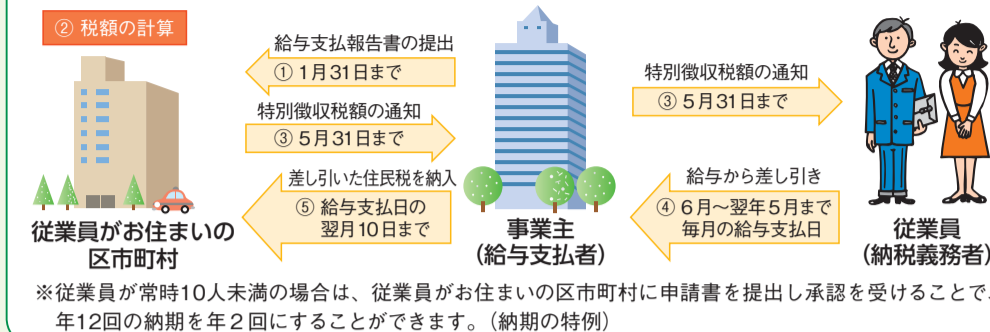 ② 税額の計算
給与支払報告書の提出
① 1月31日まで
特別徴収税額の通知
③ 5月31日まで
差し引いた住民税を納入
⑤ 給与支払日の
翌月10日まで
特別徴収税額の通知
③ 5月31日まで
給与から差し引き
④ 6月～翌年5月まで
毎月の給与支払日
従業員がお住まいの
区市町村
事業主
(給与支払者)
従業員
(納税義務者)
※従業員が常時10人未満の場合は、従業員がお住まいの区市町村に申請書を提出し承認を受けることで、
年12回の納期を年2回にすることができます。(納期の特例)